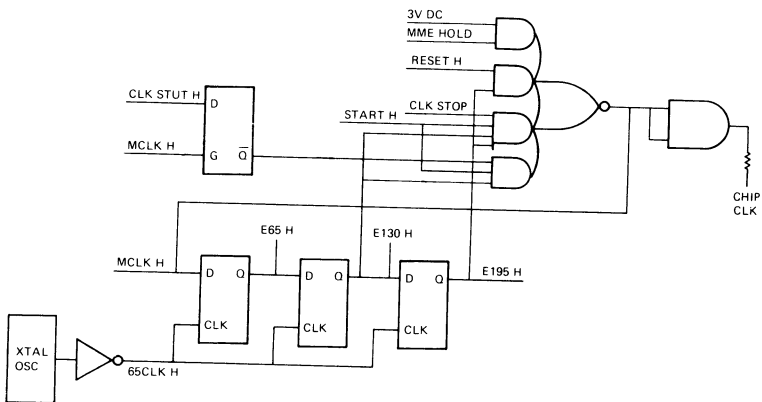 3V DC
MME HOLD
RESET H
CLK STOP
START H
CLK STUT H
D
MCLK H
G
Q
CHIP
CLK
E65 H
E130 H
MCLK H
D
Q
D
Q
D
Q
E195 H
CLK
CLK
CLK
XTAL
OSC
65CLK H